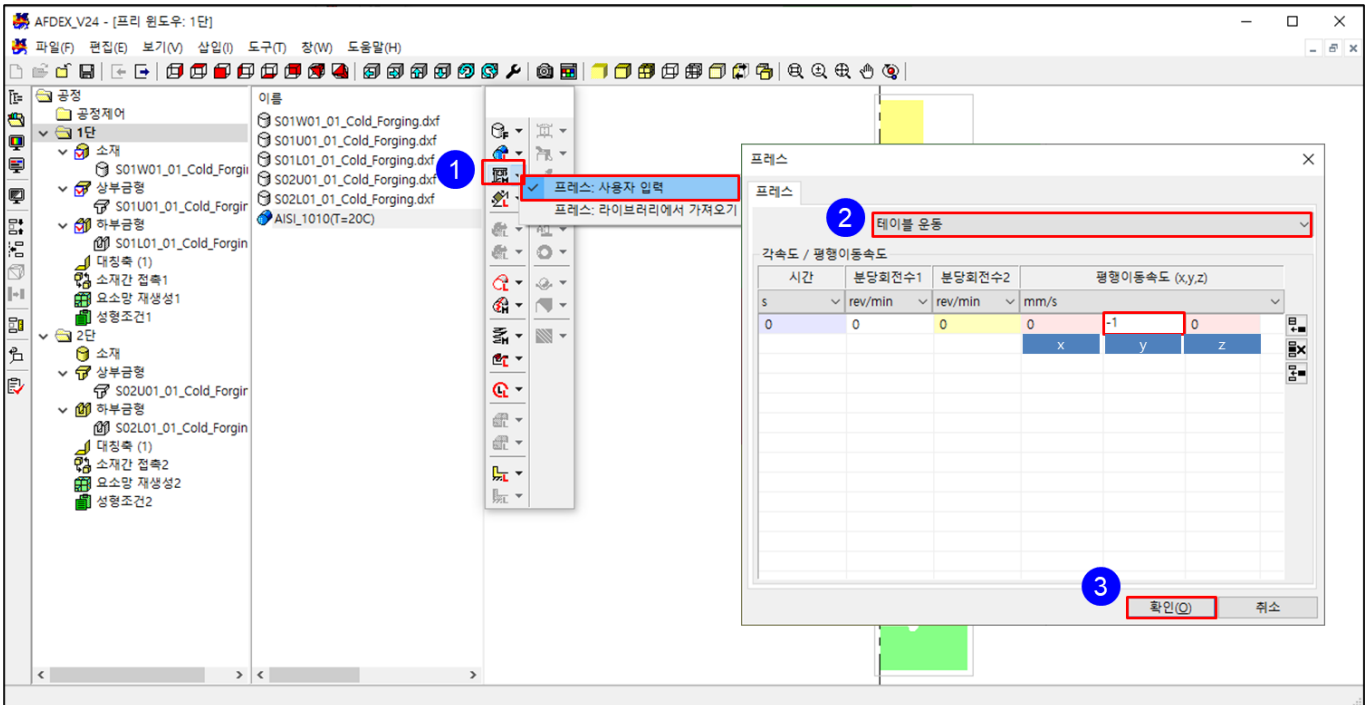 AFDEX_V24 - [프리 윈도우: 1단]
파일(F) 편집(E) 보기(V) 삽입(I) 도구(T) 창(W) 도움말(H)
공정
공정제어
1단
소재
S01W01_01_Cold_Forgii
상부금형
S01U01_01_Cold_Forgir
하부금형
S01L01_01_Cold_Forgin
대칭축 (1)
소재간 접촉1
요소망 재생성1
성형조건1
2단
소재
상부금형
S02U01_01_Cold_Forgir
하부금형
S02L01_01_Cold_Forgin
대칭축 (1)
소재간 접촉2
요소망 재생성2
성형조건2
이름
S01W01_01_Cold_Forging.dxf
S01U01_01_Cold_Forging.dxf
S01L01_01_Cold_Forging.dxf
S02U01_01_Cold_Forging.dxf
S02L01_01_Cold_Forging.dxf
AISI_1010(T=20C)
1
프레스: 사용자 입력
프레스: 라이브러리에서 가져오기
프레스
프레스
2
테이블 운동
각속도 / 평행이동속도
시간 분당회전수1 분당회전수2 평행이동속도 (x,y,z)
s rev/min rev/min mm/s
0 0 0 0 -1 0
x y z
3
확인(O) 취소